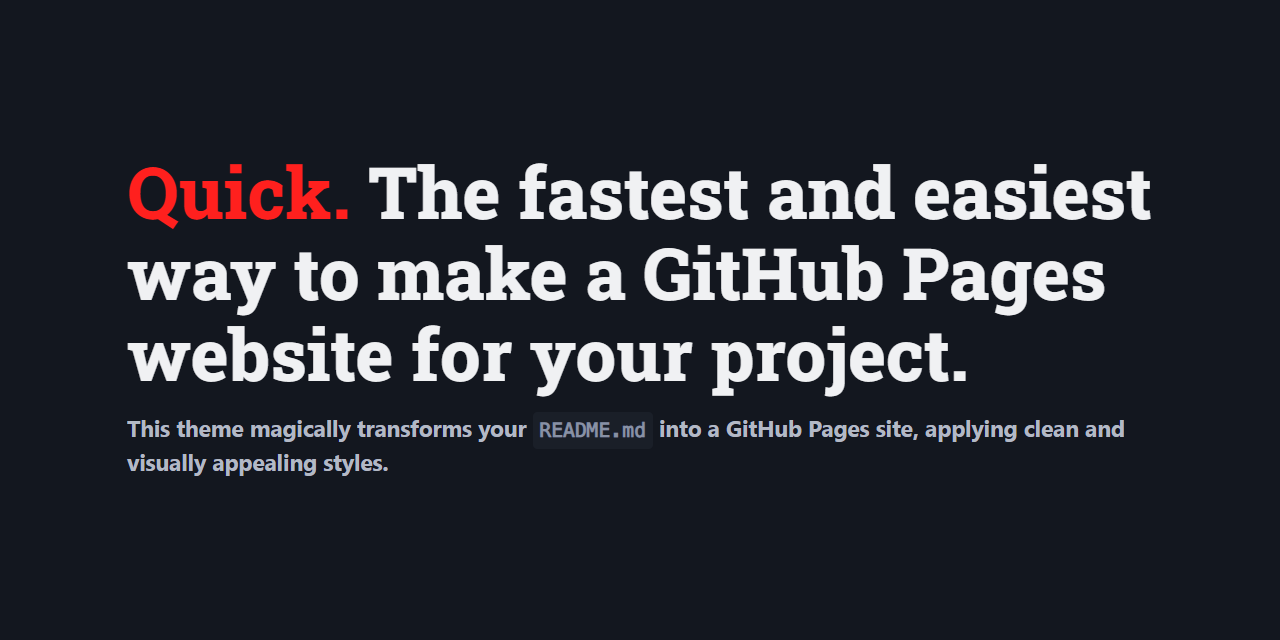 Quick. The fastest and easiest
way to make a GitHub Pages
website for your project.
This theme magically transforms your README.md into a GitHub Pages site, applying clean and
visually appealing styles.